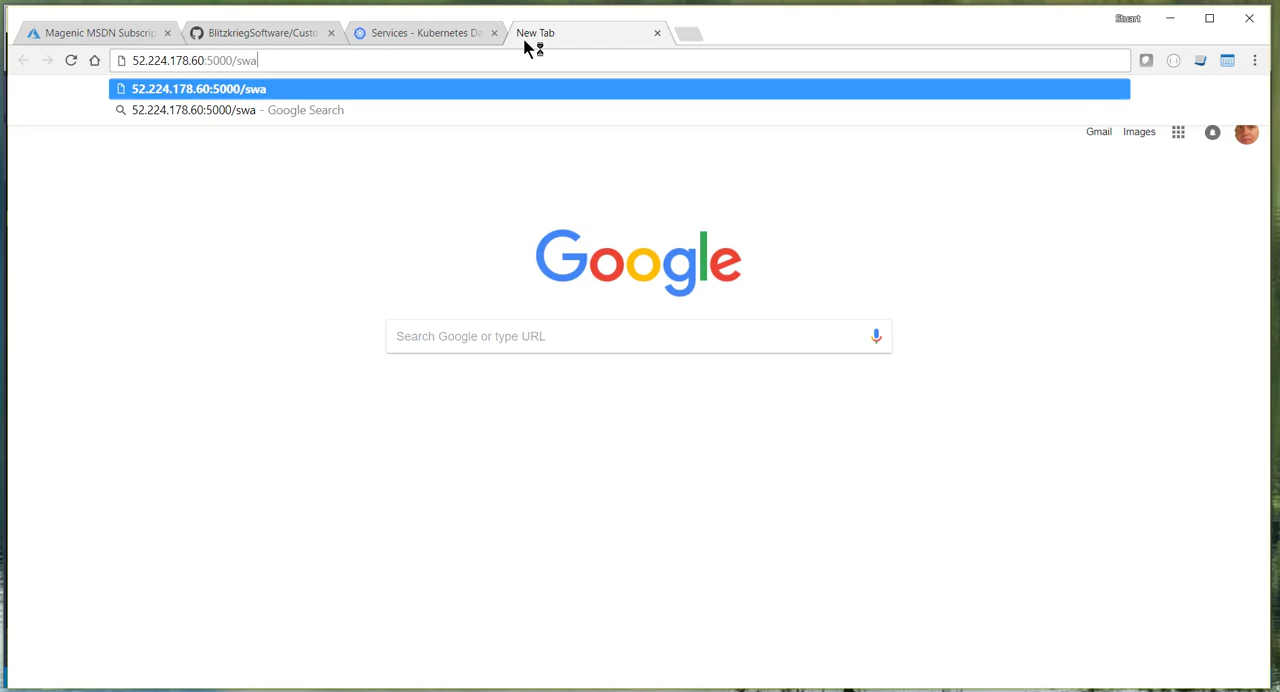 Stuart
Magenic MSDN Subscrip
BlitzkriegSoftware/Custo
Services - Kubernetes Da
New Tab
52.224.178.60:5000/swa
52.224.178.60:5000/swa
52.224.178.60:5000/swa - Google Search
Gmail Images
Google
Search Google or type URL